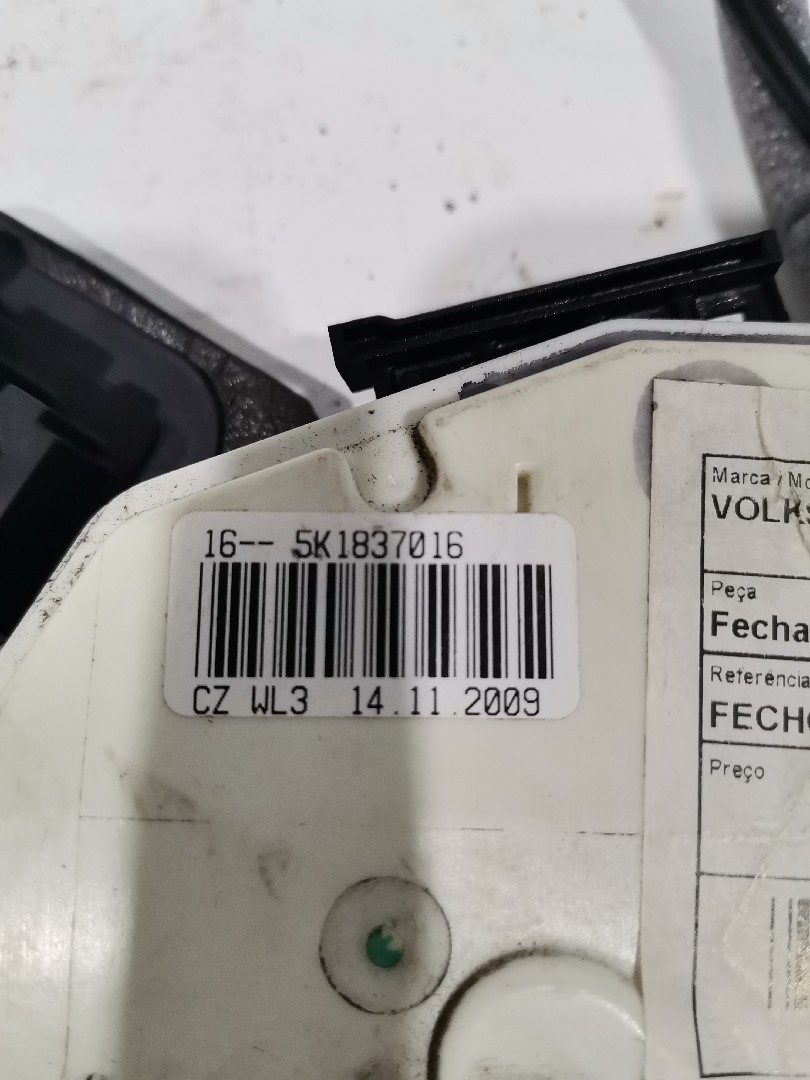 16-- 5K1837016
CZ WL3 14.11.2009
Marca / Mo
VOLKS
Peça
Fecha
Referência
FECHO
Preço